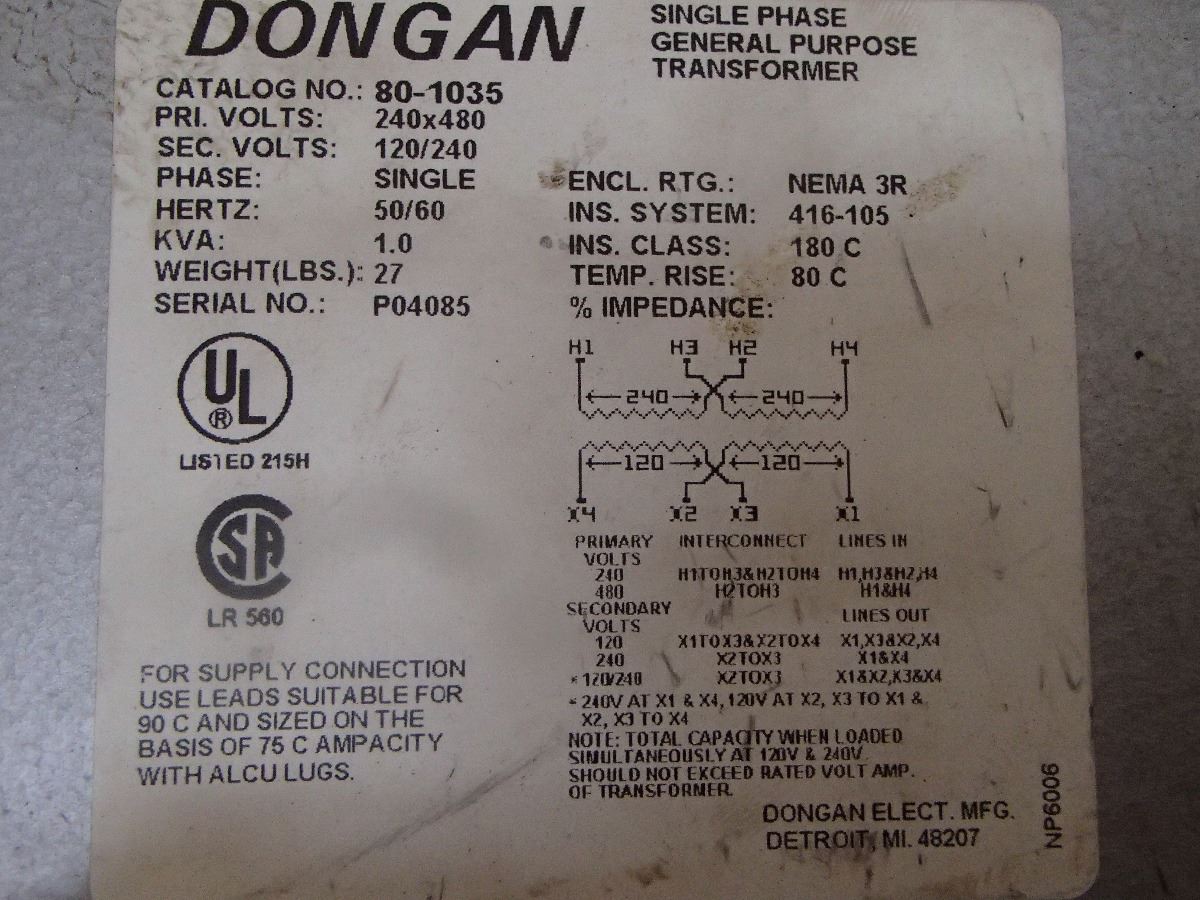 DONGAN
SINGLE PHASE
GENERAL PURPOSE
TRANSFORMER
CATALOG NO.: 80-1035
PRI. VOLTS: 240x480
SEC. VOLTS: 120/240
PHASE: SINGLE
HERTZ: 50/60
KVA: 1.0
WEIGHT(LBS.): 27
SERIAL NO.: P04085
ENCL. RTG.: NEMA 3R
INS. SYSTEM: 416-105
INS. CLASS: 180 C
TEMP. RISE: 80 C
% IMPEDANCE:
UL ®
LISTED 215H
CSA
LR 560
FOR SUPPLY CONNECTION
USE LEADS SUITABLE FOR
90 C AND SIZED ON THE
BASIS OF 75 C AMPACITY
WITH ALCU LUGS.
H1 H3 H2 H4
240 240
120 120
X4 X2 X3 X1
PRIMARY INTERCONNECT LINES IN
VOLTS
240 H1TOH3&H2TOH4 H1,H3&H2,H4
480 H2TOH3 H1&H4
SECONDARY LINES OUT
VOLTS
120 X1TOX3&X2TOX4 X1,X3&X2,X4
240 X2TOX3 X1&X4
* 120/240 X2TOX3 X1&X2,X3&X4
* 240V AT X1 & X4, 120V AT X2, X3 TO X1 &
X2, X3 TO X4
NOTE: TOTAL CAPACITY WHEN LOADED
SIMULTANEOUSLY AT 120V & 240V
SHOULD NOT EXCEED RATED VOLT AMP.
OF TRANSFORMER.
DONGAN ELECT. MFG.
DETROIT, MI. 48207
NP6006